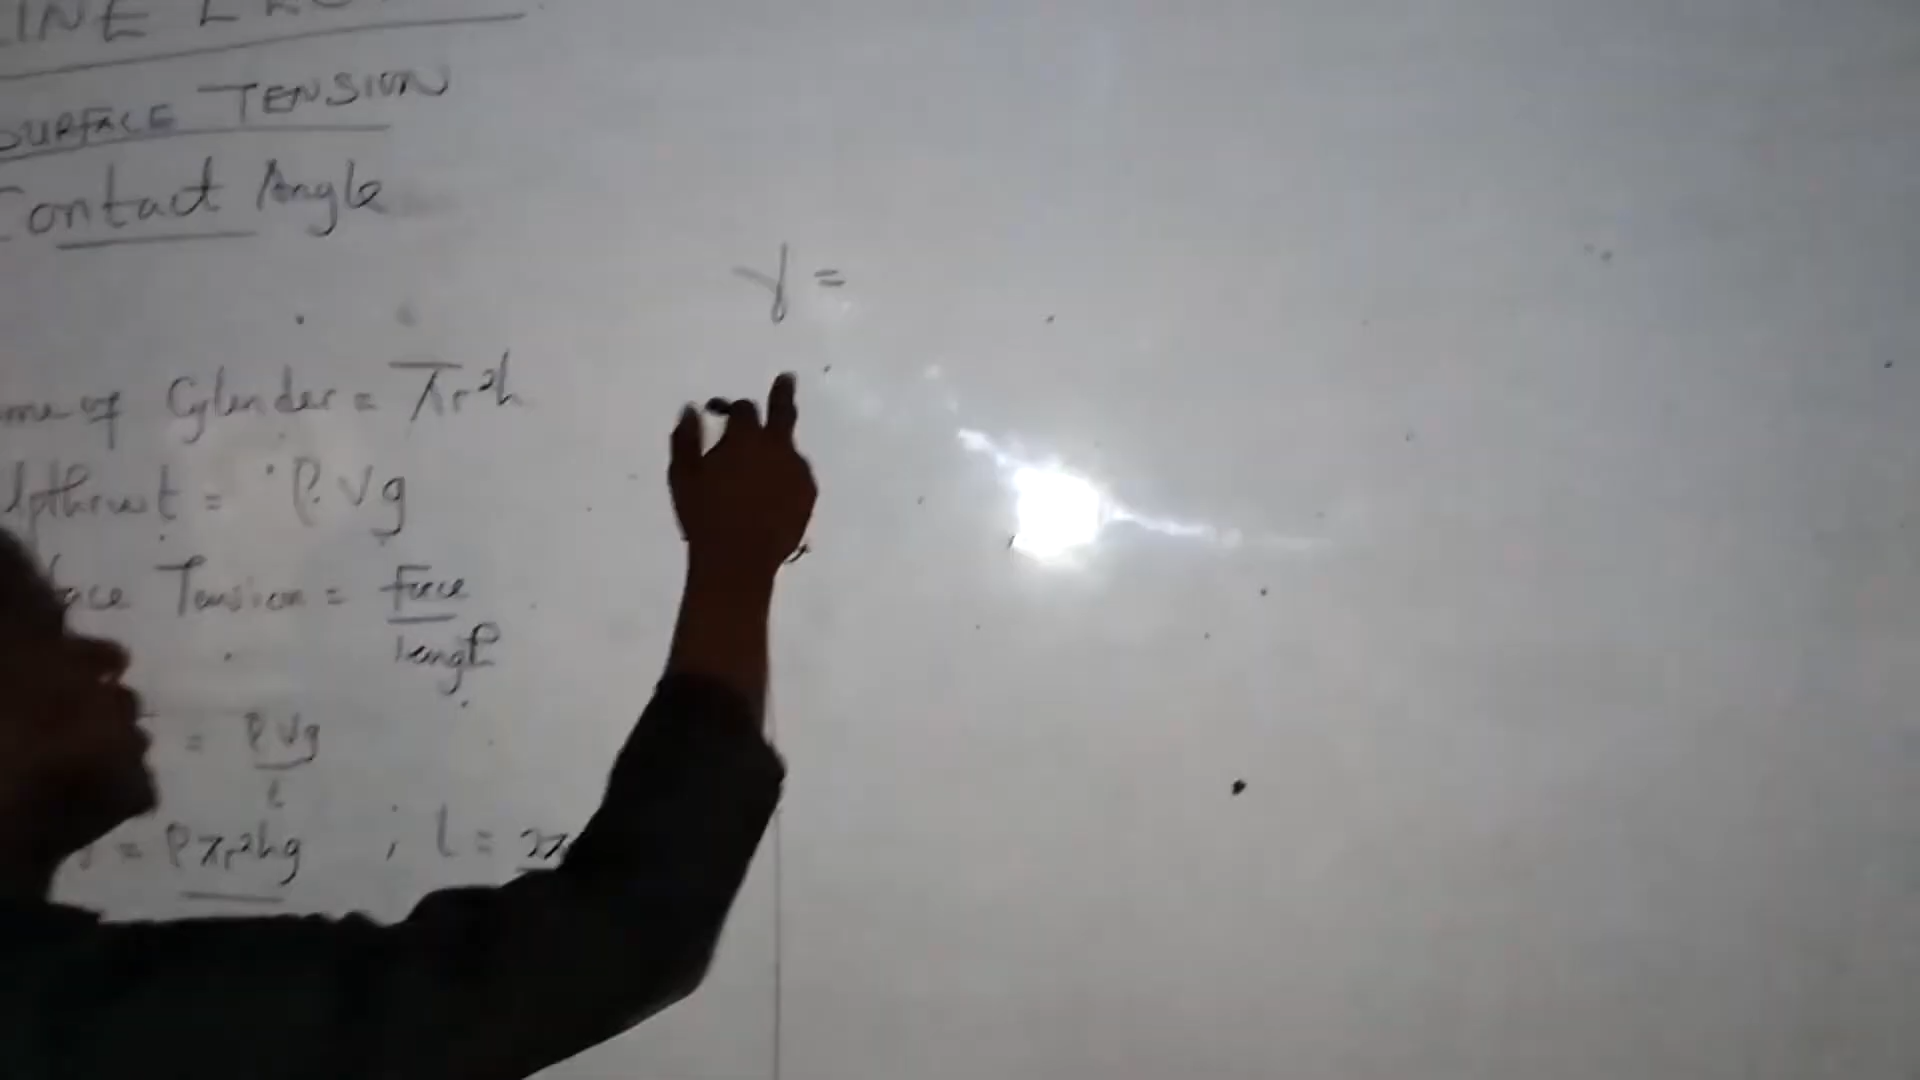 SURFACE TENSION
Contact Angle
γ =
of Cylinder = πr²h
Upthrust = ρVg
Tension = Force
length
= ρVg
L
= ρπr²hg ; L =